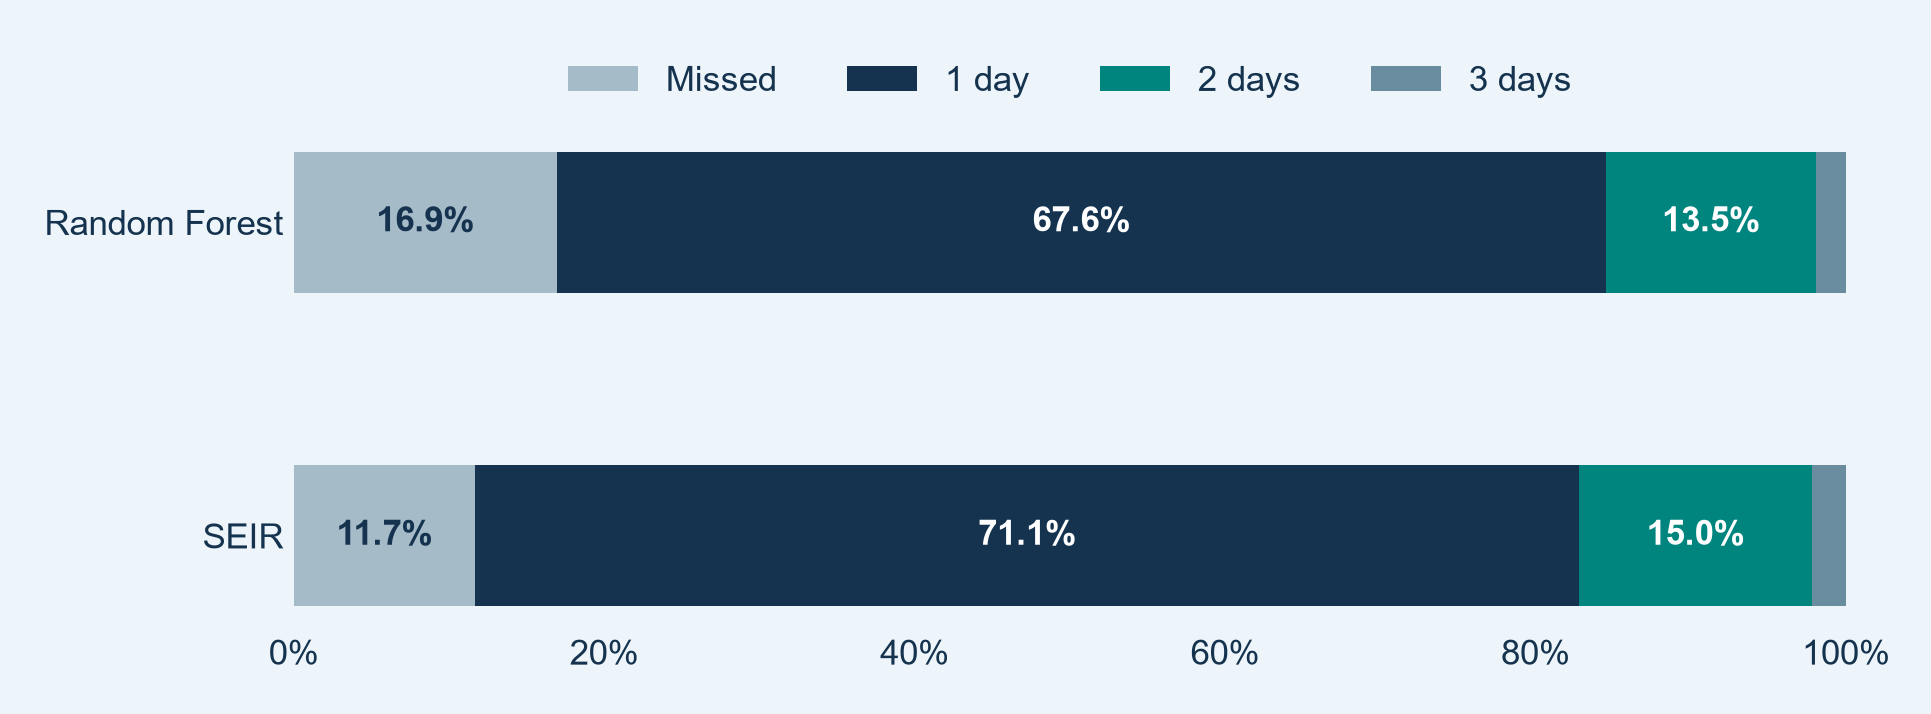 Missed 1 day 2 days 3 days
Random Forest 16.9% 67.6% 13.5%
SEIR 11.7% 71.1% 15.0%
0% 20% 40% 60% 80% 100%